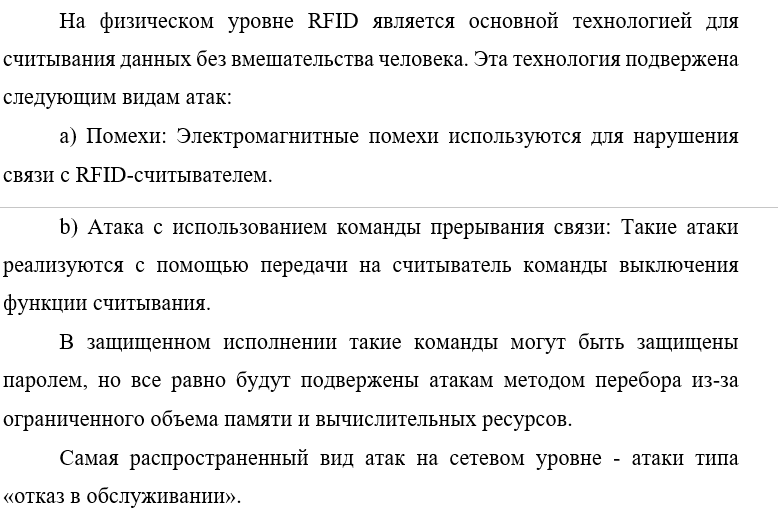 На физическом уровне RFID является основной технологией для
считывания данных без вмешательства человека. Эта технология подвержена
следующим видам атак:
a) Помехи: Электромагнитные помехи используются для нарушения
связи с RFID-считывателем.
b) Атака с использованием команды прерывания связи: Такие атаки
реализуются с помощью передачи на считыватель команды выключения
функции считывания.
В защищенном исполнении такие команды могут быть защищены
паролем, но все равно будут подвержены атакам методом перебора из-за
ограниченного объема памяти и вычислительных ресурсов.
Самая распространенный вид атак на сетевом уровне - атаки типа
«отказ в обслуживании».